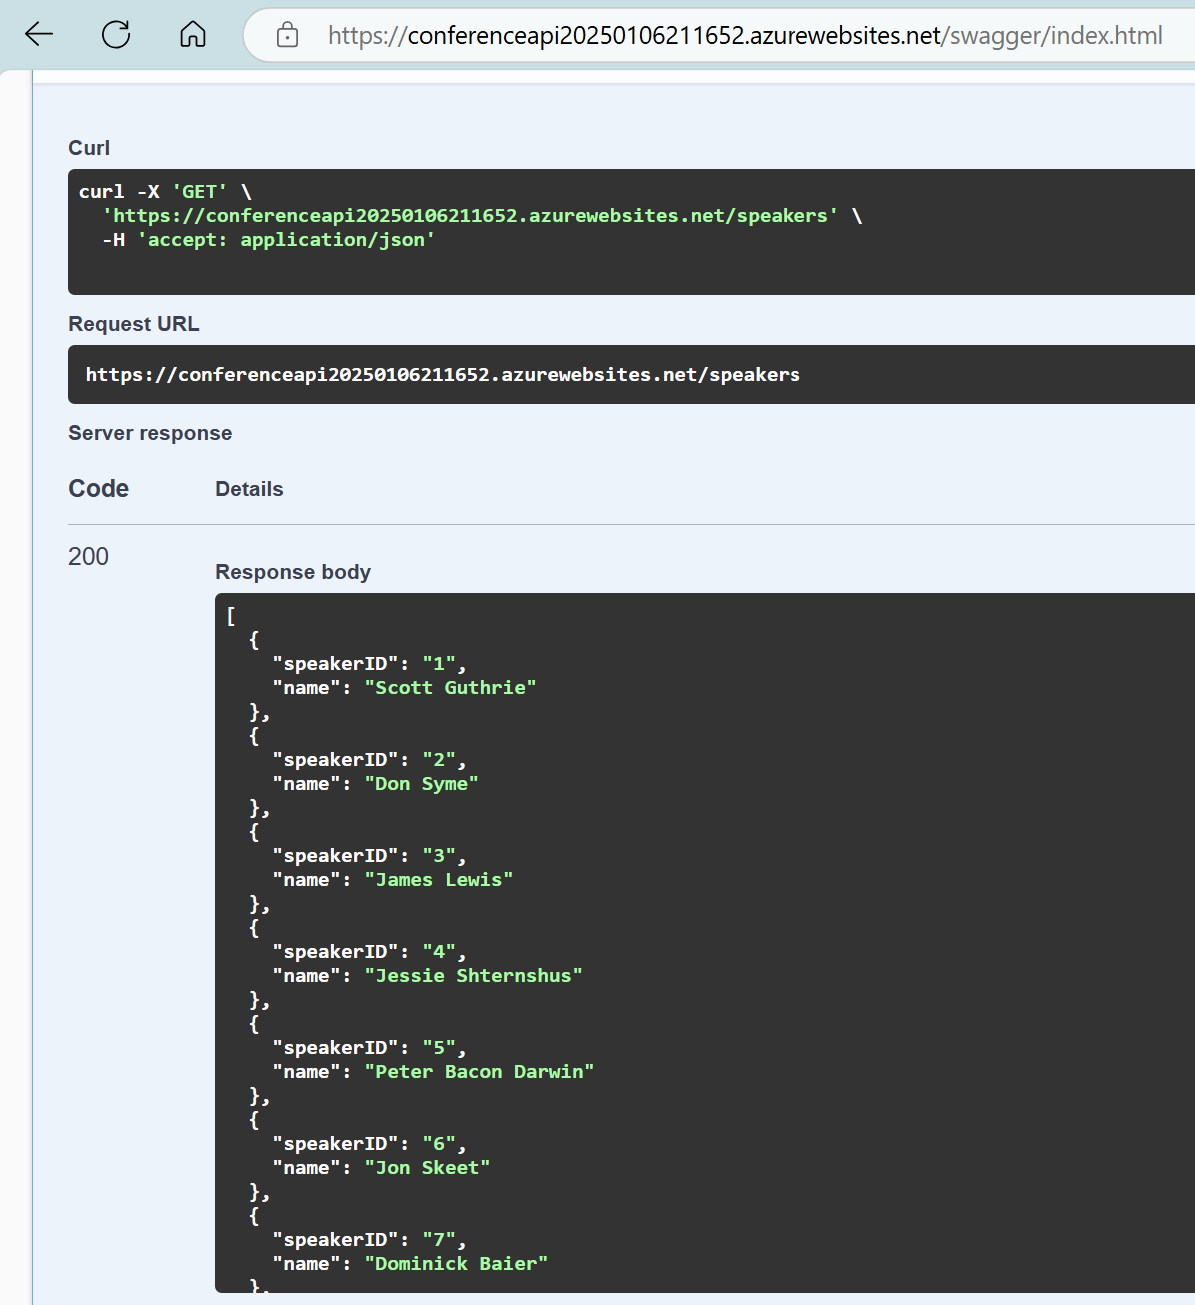 https://conferenceapi20250106211652.azurewebsites.net/swagger/index.html
Curl
curl -X 'GET' \
  'https://conferenceapi20250106211652.azurewebsites.net/speakers' \
  -H 'accept: application/json'
Request URL
https://conferenceapi20250106211652.azurewebsites.net/speakers
Server response
Code Details
200
Response body
[
  {
    "speakerID": "1",
    "name": "Scott Guthrie"
  },
  {
    "speakerID": "2",
    "name": "Don Syme"
  },
  {
    "speakerID": "3",
    "name": "James Lewis"
  },
  {
    "speakerID": "4",
    "name": "Jessie Shternshus"
  },
  {
    "speakerID": "5",
    "name": "Peter Bacon Darwin"
  },
  {
    "speakerID": "6",
    "name": "Jon Skeet"
  },
  {
    "speakerID": "7",
    "name": "Dominick Baier"
  },